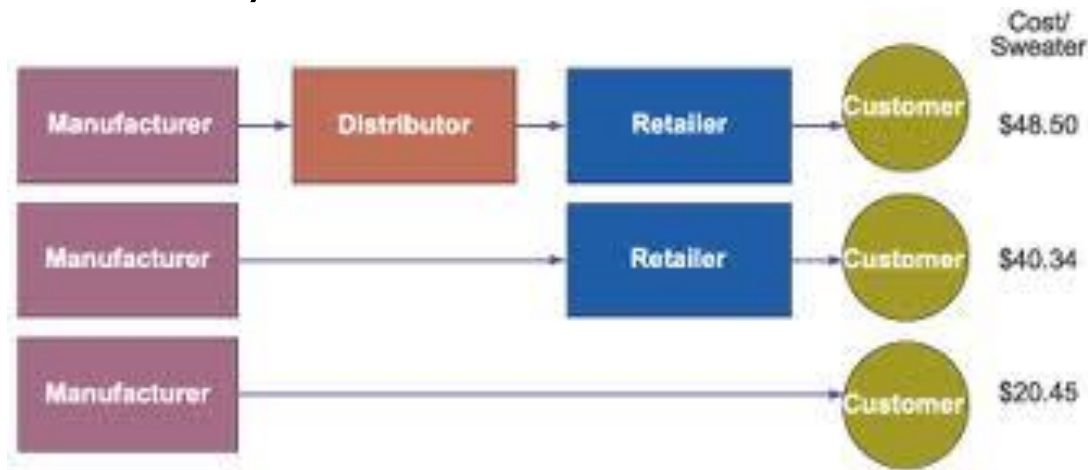 Cost/
Sweater
Manufacturer Distributor Retailer Customer $48.50
Manufacturer Retailer Customer $40.34
Manufacturer Customer $20.45